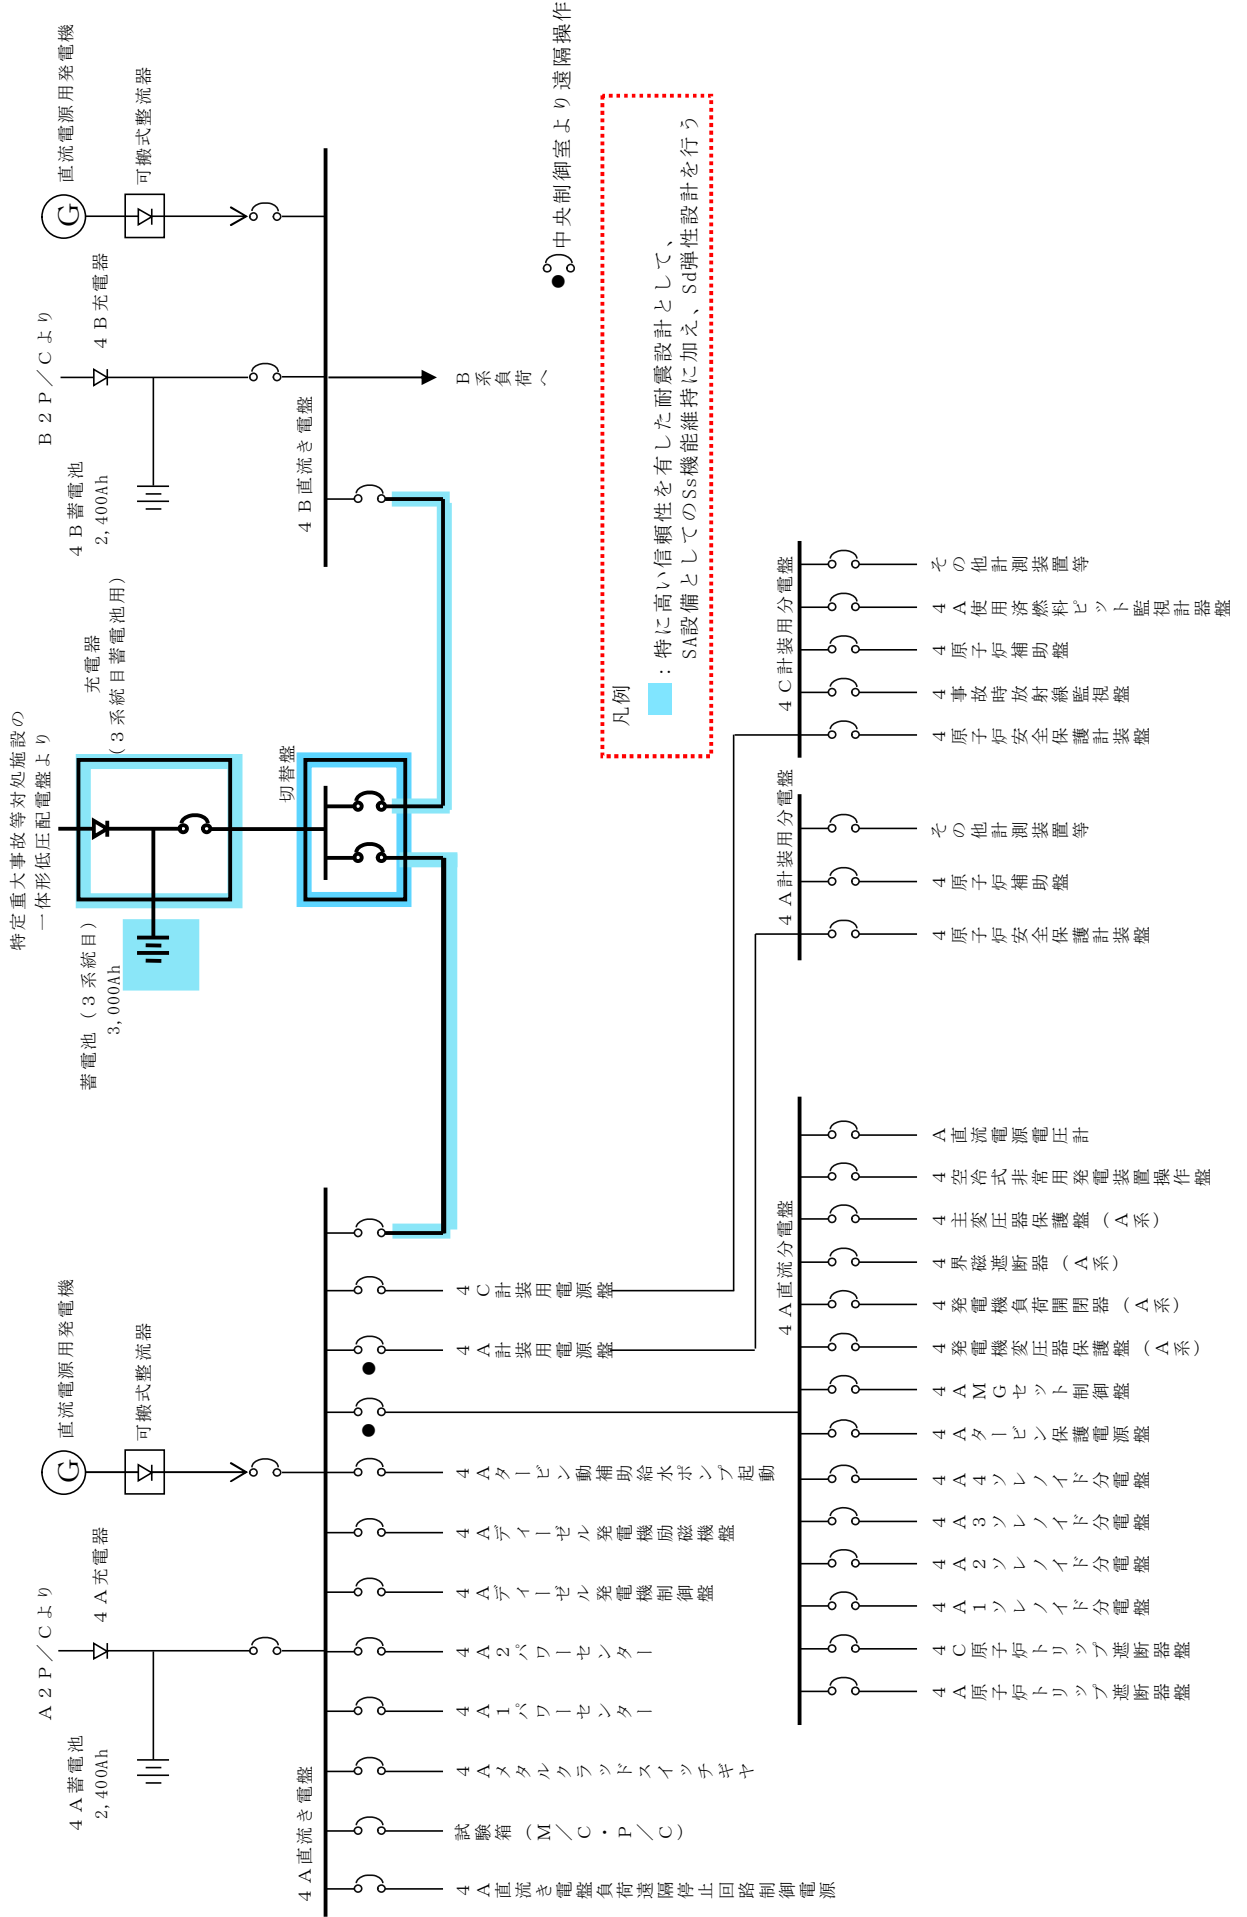 A2P／Cより
4A蓄電池
2,400Ah
4A充電器
直流電源用発電機
G
可搬式整流器
4A直流き電盤
特定重大事故等対処施設の
一体形低圧配電盤より
蓄電池（3系統目）
3,000Ah
充電器
（3系統目蓄電池用）
切替盤
B2P／Cより
4B蓄電池
2,400Ah
4B充電器
直流電源用発電機
G
可搬式整流器
4B直流き電盤
B系負荷へ
中央制御室より遠隔操作
凡例
：特に高い信頼性を有した耐震設計として、
SA設備としてのSs機能維持に加え、Sd弾性設計を行う
4A直流き電盤負荷遠隔停止回路制御電源
試験箱（M／C・P／C）
4Aメタルクラッドスイッチギヤ
4A1パワーセンター
4A2パワーセンター
4Aディーゼル発電機制御盤
4Aディーゼル発電機励磁機盤
4Aタービン動補助給水ポンプ起動
4A計装用電源盤
4C計装用電源盤
4A直流分電盤
4A原子炉トリップ遮断器盤
4C原子炉トリップ遮断器盤
4A1ソレノイド分電盤
4A2ソレノイド分電盤
4A3ソレノイド分電盤
4A4ソレノイド分電盤
4Aタービン保護電源盤
4AMGセット制御盤
4発電機変圧器保護盤（A系）
4発電機負荷開閉器（A系）
4界磁遮断器（A系）
4主変圧器保護盤（A系）
4空冷式非常用発電装置操作盤
A直流電源電圧計
4A計装用分電盤
4原子炉安全保護計装盤
4原子炉補助盤
その他計測装置等
4C計装用分電盤
4原子炉安全保護計装盤
4事故時放射線監視盤
4原子炉補助盤
4A使用済燃料ピット監視計器盤
その他計測装置等